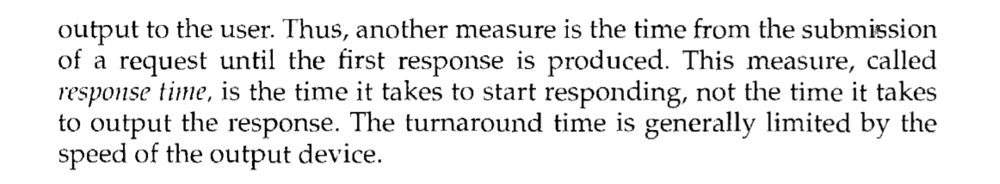 output to the user. Thus, another measure is the time from the submission
of a request until the first response is produced. This measure, called
response time, is the time it takes to start responding, not the time it takes
to output the response. The turnaround time is generally limited by the
speed of the output device.